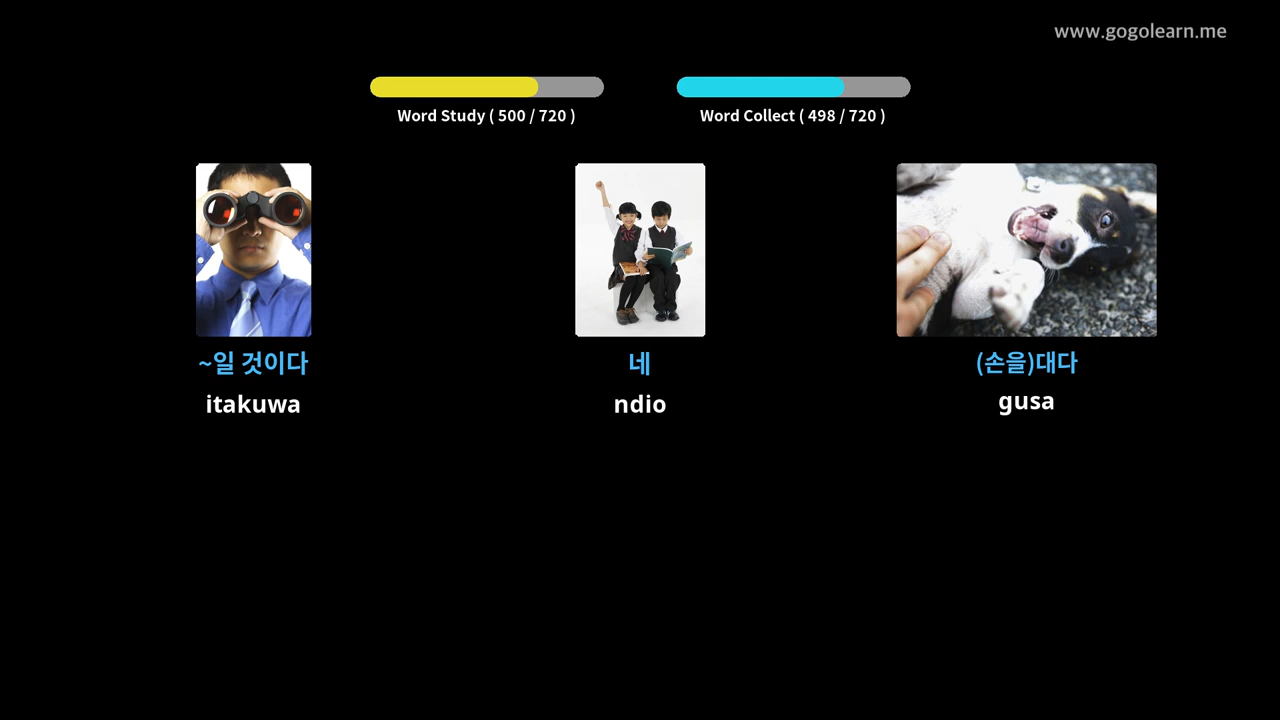 www.gogolearn.me
Word Study ( 500 / 720 )
Word Collect ( 498 / 720 )
~일 것이다
itakuwa
네
ndio
(손을)대다
gusa